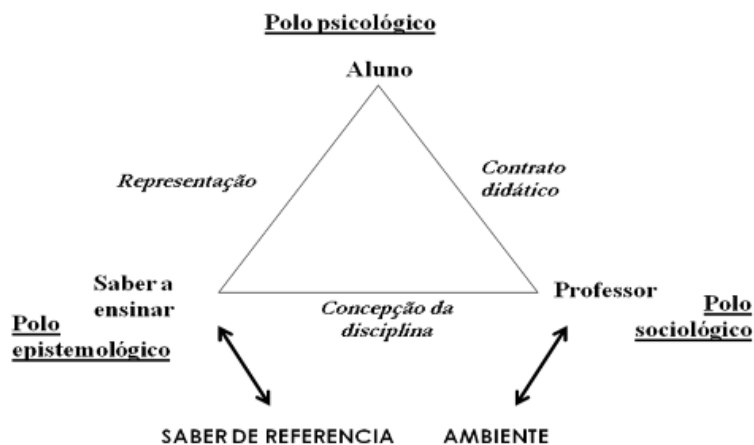 Polo psicológico
Aluno
Representação
Contrato
didático
Saber a
ensinar
Professor
Concepção da
disciplina
Polo
epistemológico
Polo
sociológico
SABER DE REFERENCIA
AMBIENTE